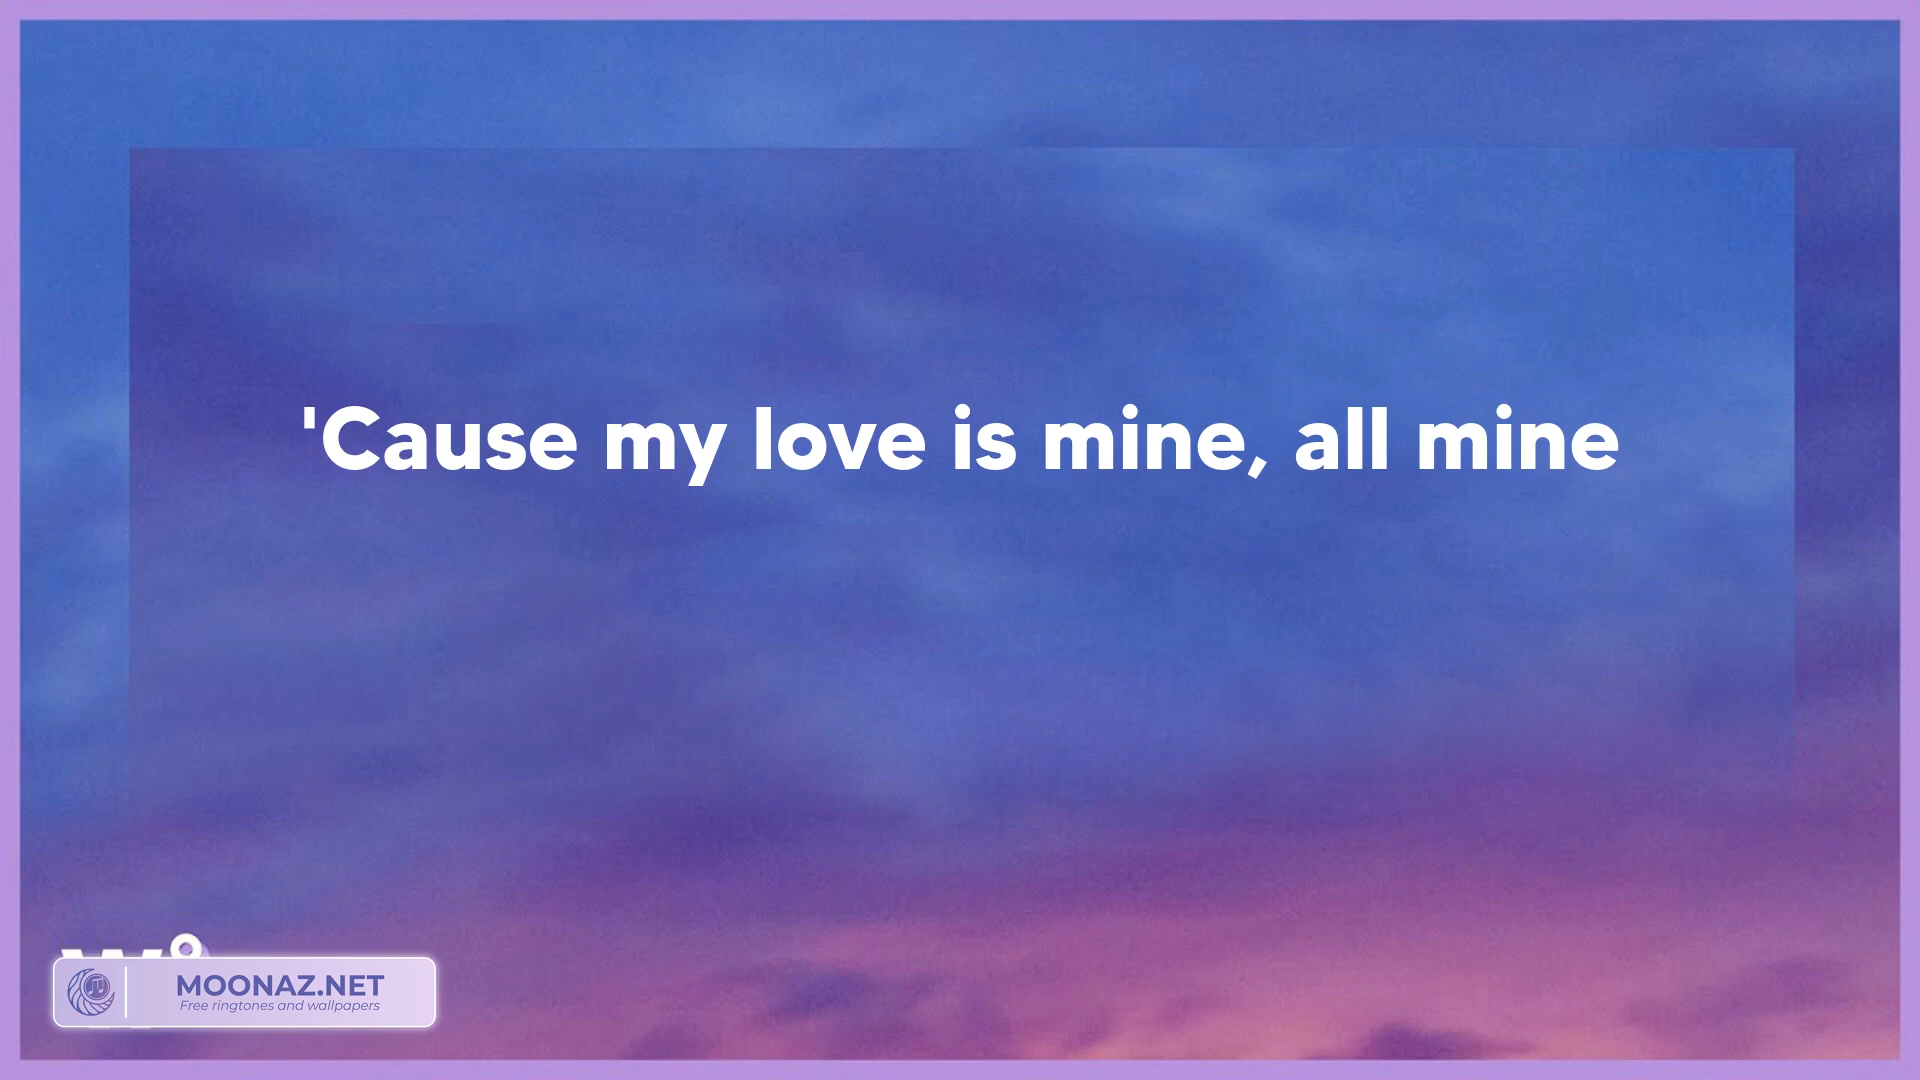 'Cause my love is mine, all mine
MOONAZ.NET
Free ringtones and wallpapers